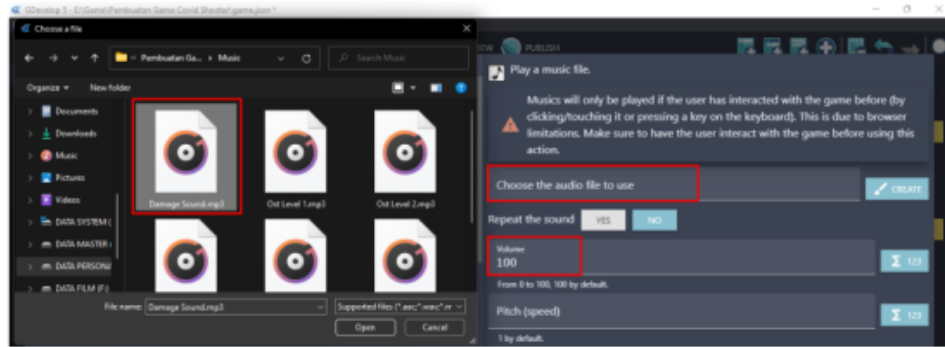 GDevelop 5 - E:\Game\Pembuatan Game Covid Shooter\game.json *
Choose a file
Pembuatan Ga... › Music
Search Music
Organize
New folder
Documents
Downloads
Music
Pictures
Videos
DATA SYSTEM (
DATA MASTER
DATA PERSONA
DATA FILM (F:)
Damage Sound.mp3
Ost Level 1.mp3
Ost Level 2.mp3
File name:
Damage Sound.mp3
Supported files (*.aac;*.wav;*.m
Open
Cancel
PUBLISH
Play a music file.
Musics will only be played if the user has interacted with the game before (by
clicking/touching it or pressing a key on the keyboard). This is due to browser
limitations. Make sure to have the user interact with the game before using this
action.
Choose the audio file to use
CREATE
Repeat the sound
YES
NO
Volume
100
Σ 123
From 0 to 100, 100 by default.
Pitch (speed)
Σ 123
1 by default.